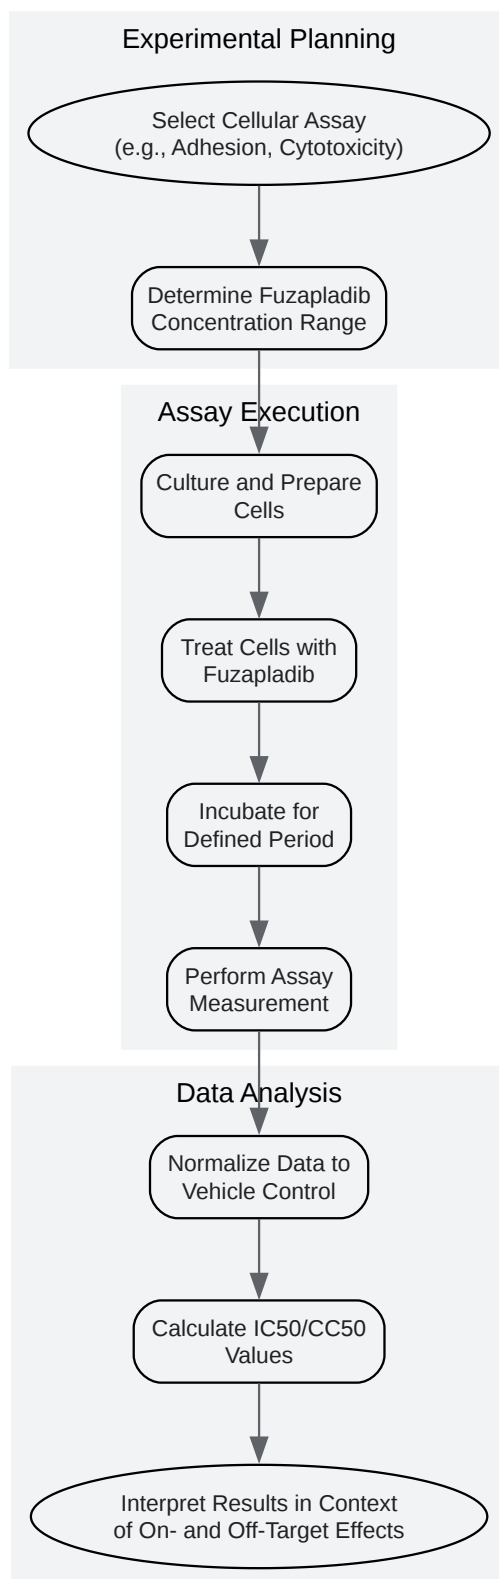 Experimental Planning
Select Cellular Assay
(e.g., Adhesion, Cytotoxicity)
Determine Fuzapladib
Concentration Range
Assay Execution
Culture and Prepare
Cells
Treat Cells with
Fuzapladib
Incubate for
Defined Period
Perform Assay
Measurement
Data Analysis
Normalize Data to
Vehicle Control
Calculate IC50/CC50
Values
Interpret Results in Context
of On- and Off-Target Effects